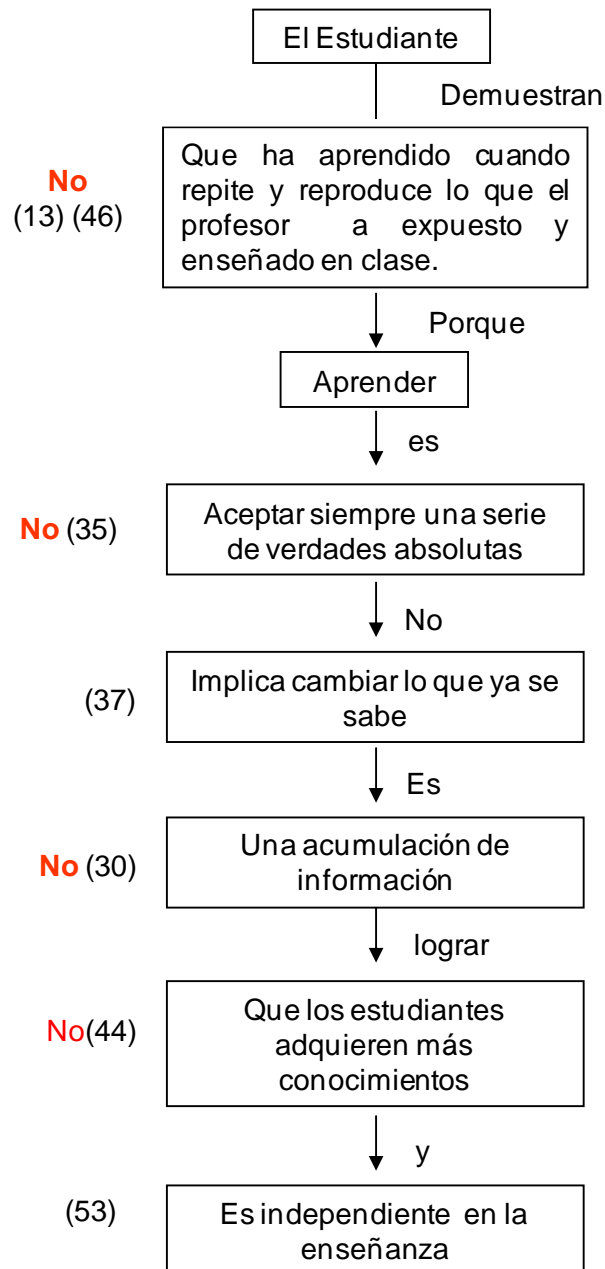 El Estudiante
Demuestran
No
(13) (46)
Que ha aprendido cuando
repite y reproduce lo que el
profesor a expuesto y
enseñado en clase.
Porque
Aprender
es
No (35)
Aceptar siempre una serie
de verdades absolutas
No
(37)
Implica cambiar lo que ya se
sabe
Es
No (30)
Una acumulación de
información
lograr
No(44)
Que los estudiantes
adquieren más
conocimientos
y
(53)
Es independiente en la
enseñanza